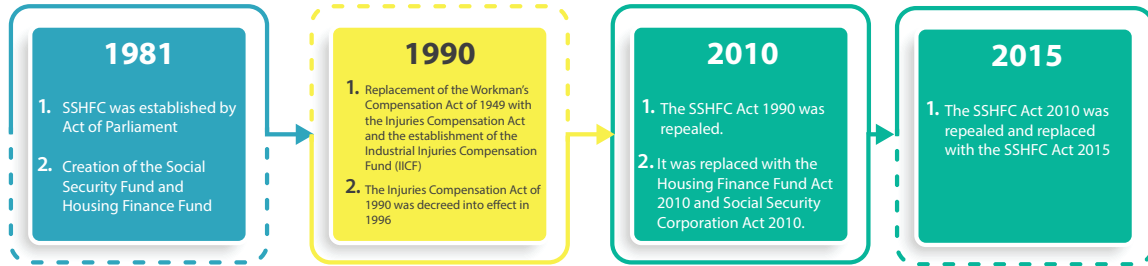 1981
1. SSHFC was established by
Act of Parliament
2. Creation of the Social
Security Fund and
Housing Finance Fund
1990
1. Replacement of the Workman's
Compensation Act of 1949 with
the Injuries Compensation Act
and the establishment of the
Industrial Injuries Compensation
Fund (IICF)
2. The Injuries Compensation Act of
1990 was decreed into effect in
1996
2010
1. The SSHFC Act 1990 was
repealed.
2. It was replaced with the
Housing Finance Fund Act
2010 and Social Security
Corporation Act 2010.
2015
1. The SSHFC Act 2010 was
repealed and replaced
with the SSHFC Act 2015